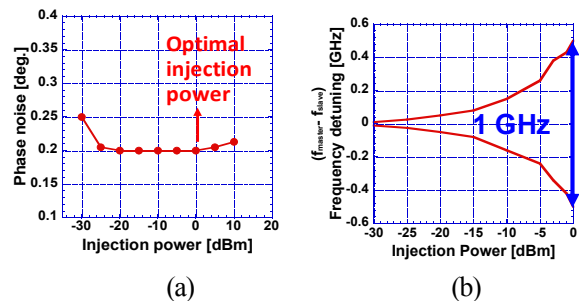 0.4
0.35
0.3
0.25
0.2
0.15
0.1
Phase noise [deg.]
Optimal
injection
power
-30 -20 -10 0 10 20
Injection power [dBm]
(a)
0.6
0.4
0.2
0
-0.2
-0.4
-0.6
Frequency detuning [GHz]
(fmaster- fslave)
1 GHz
-30 -25 -20 -15 -10 -5 0
Injection Power [dBm]
(b)